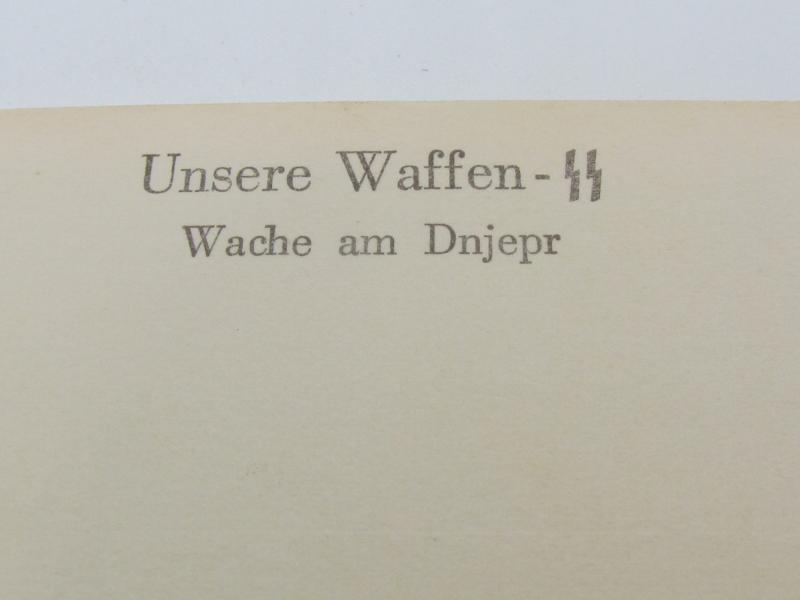 Unsere Waffen-ᛋᛋ
Wache am Dnjepr